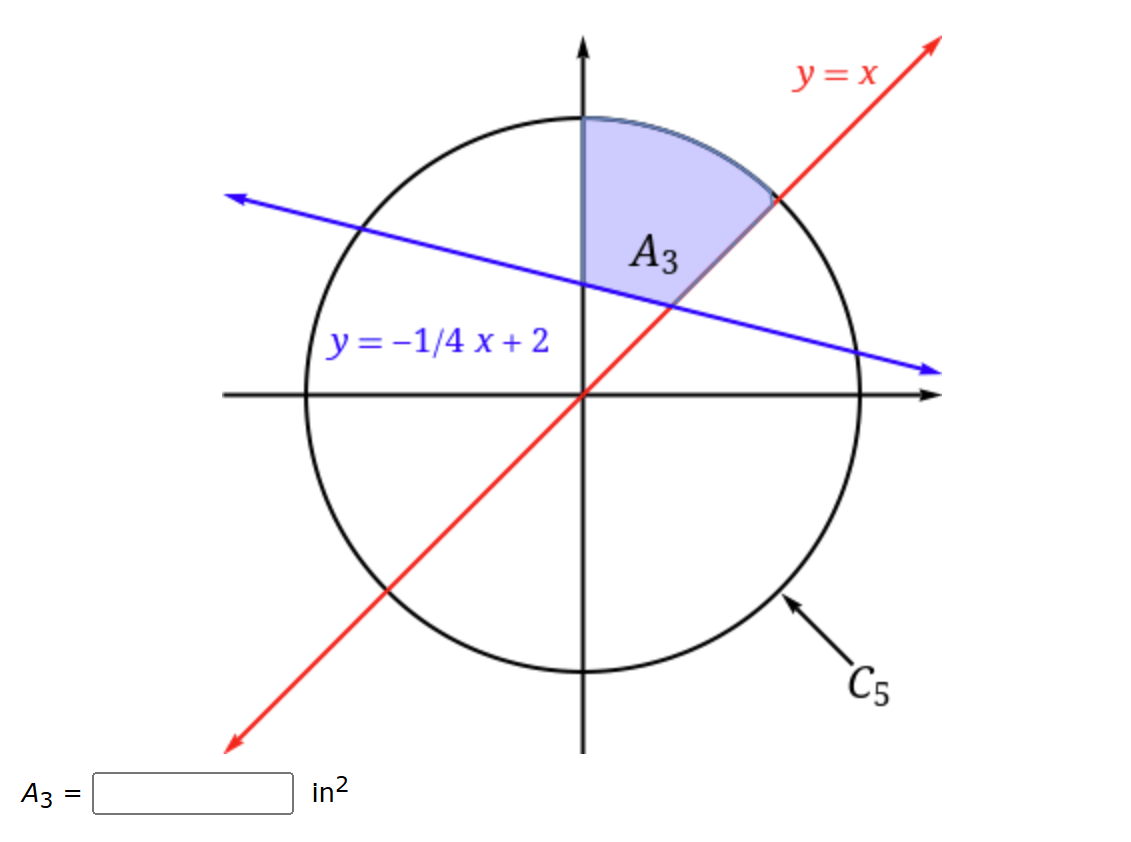 y = x
A₃
y = −1/4 x + 2
C₅
A₃ = in²